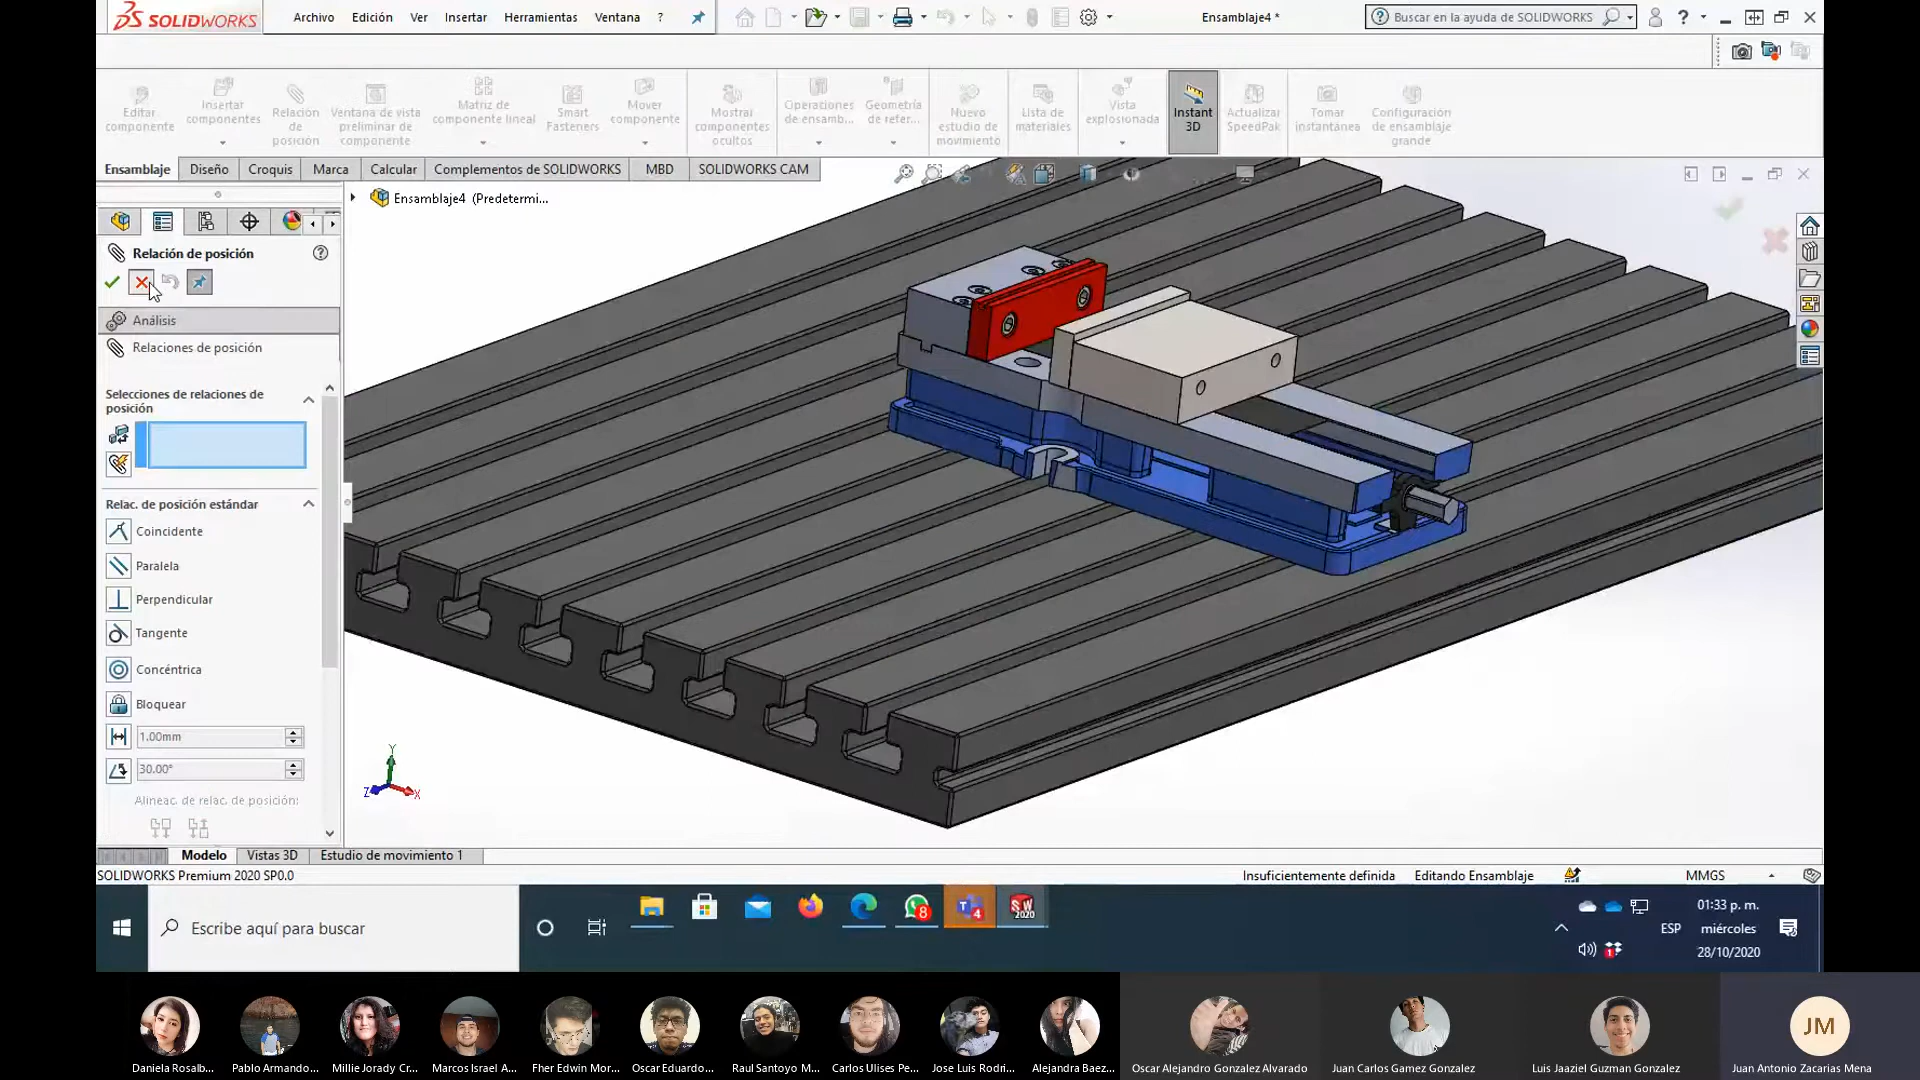 SOLIDWORKS
Archivo Edición Ver Insertar Herramientas Ventana ?
Ensamblaje4 *
Buscar en la ayuda de SOLIDWORKS
?
Editar componente
Insertar componentes
Relación de posición
Ventana de vista preliminar de componente
Matriz de componente lineal
Smart Fasteners
Mover componente
Mostrar componentes ocultos
Operaciones de ensamb...
Geometría de refer...
Nuevo estudio de movimiento
Lista de materiales
Vista explosionada
Instant 3D
Actualizar SpeedPak
Tomar instantánea
Configuración de ensamblaje grande
Ensamblaje Diseño Croquis Marca Calcular Complementos de SOLIDWORKS MBD SOLIDWORKS CAM
Ensamblaje4 (Predetermi...
Relación de posición
Análisis
Relaciones de posición
Selecciones de relaciones de
posición
Relac. de posición estándar
Coincidente
Paralela
Perpendicular
Tangente
Concéntrica
Bloquear
1.00mm
30.00°
Alineac. de relac. de posición:
Y
Z
X
Modelo Vistas 3D Estudio de movimiento 1
SOLIDWORKS Premium 2020 SP0.0
Insuficientemente definida Editando Ensamblaje MMGS
Escribe aquí para buscar
8
4
SW
2020
01:33 p. m.
ESP miércoles
1
28/10/2020
JM
Daniela Rosalb... Pablo Armando... Millie Jorady Cr... Marcos Israel A... Fher Edwin Mor... Oscar Eduardo... Raul Santoyo M... Carlos Ulises Pe... Jose Luis Rodri... Alejandra Baez... Oscar Alejandro Gonzalez Alvarado Juan Carlos Gamez Gonzalez Luis Jaaziel Guzman Gonzalez Juan Antonio Zacarias Mena